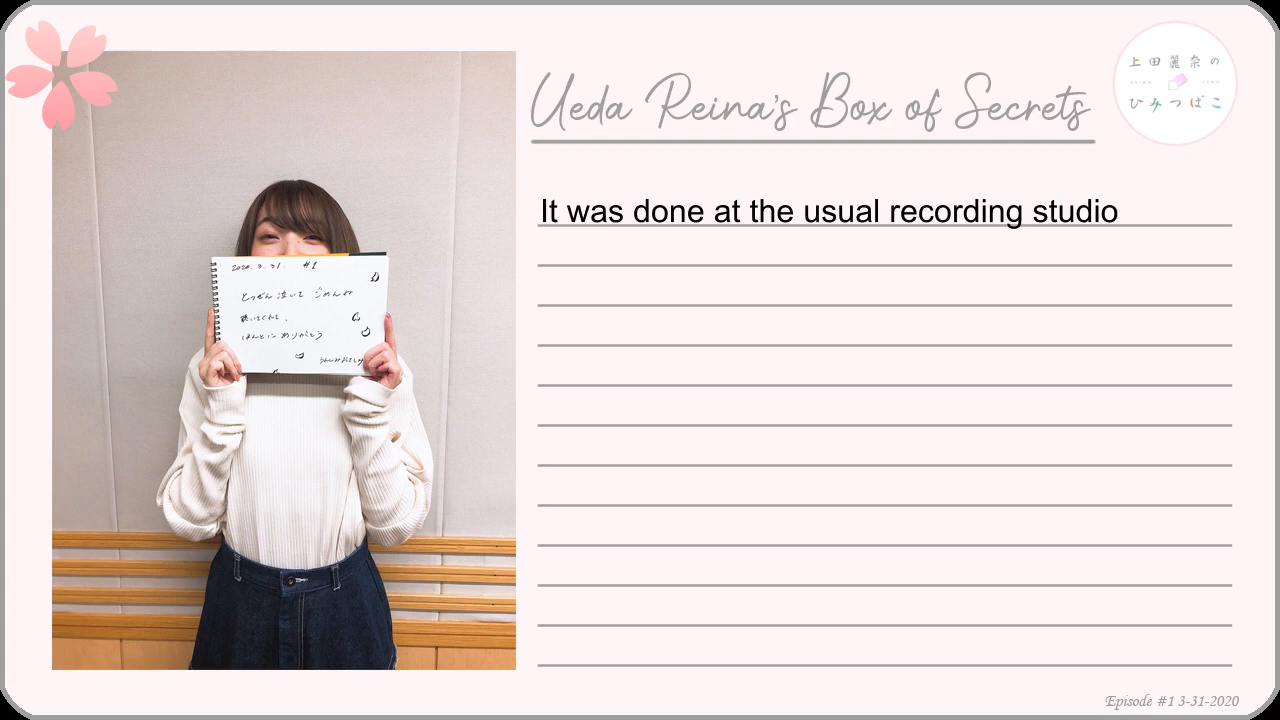 Ueda Reina's Box of Secrets
上田麗奈の
ひみつばこ
It was done at the usual recording studio
2020.3.31. #1
とつぜん 泣いて ごめんね
聴いてくれて、
ほんとに ありがとう
Episode #1 3-31-2020